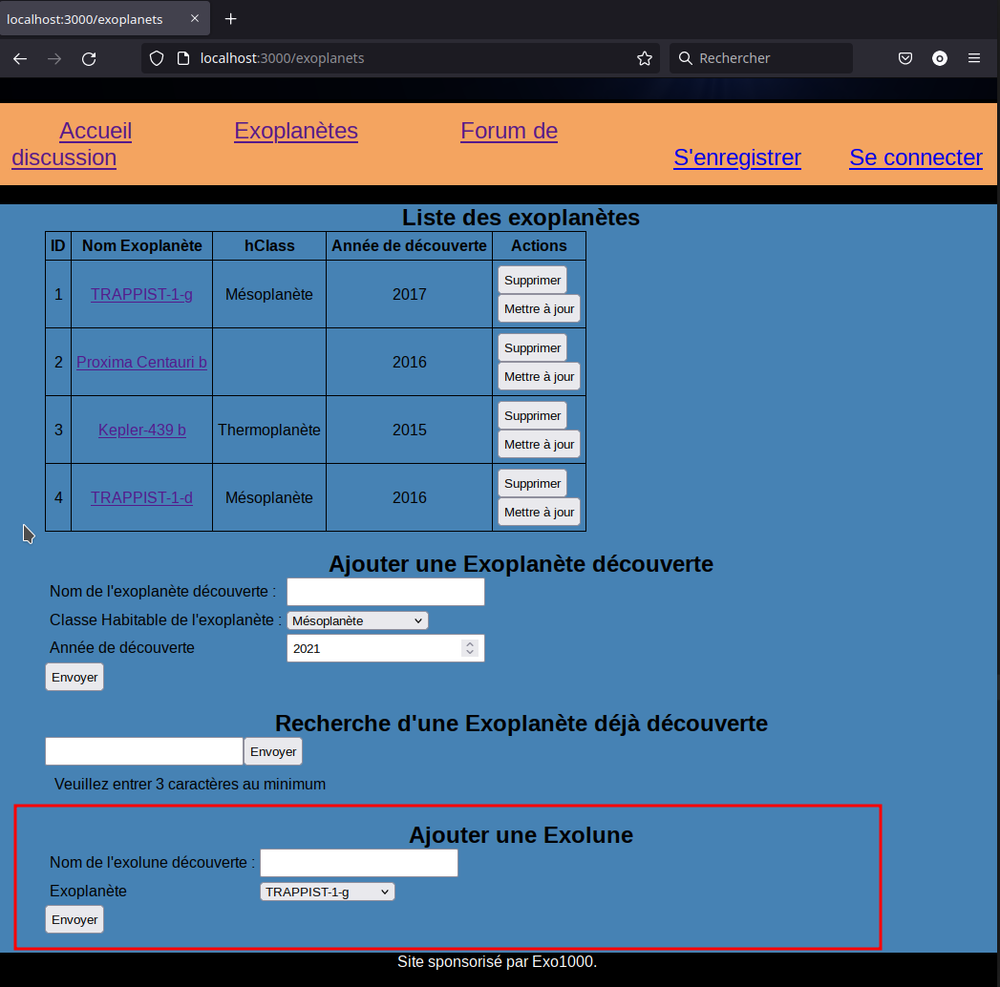 localhost:3000/exoplanets
localhost:3000/exoplanets Rechercher
Accueil Exoplanètes Forum de
discussion S'enregistrer Se connecter
Liste des exoplanètes
ID Nom Exoplanète hClass Année de découverte Actions
1 TRAPPIST-1-g Mésoplanète 2017 Supprimer
Mettre à jour
2 Proxima Centauri b 2016 Supprimer
Mettre à jour
3 Kepler-439 b Thermoplanète 2015 Supprimer
Mettre à jour
4 TRAPPIST-1-d Mésoplanète 2016 Supprimer
Mettre à jour
Ajouter une Exoplanète découverte
Nom de l'exoplanète découverte :
Classe Habitable de l'exoplanète : Mésoplanète
Année de découverte 2021
Envoyer
Recherche d'une Exoplanète déjà découverte
Envoyer
Veuillez entrer 3 caractères au minimum
Ajouter une Exolune
Nom de l'exolune découverte :
Exoplanète TRAPPIST-1-g
Envoyer
Site sponsorisé par Exo1000.